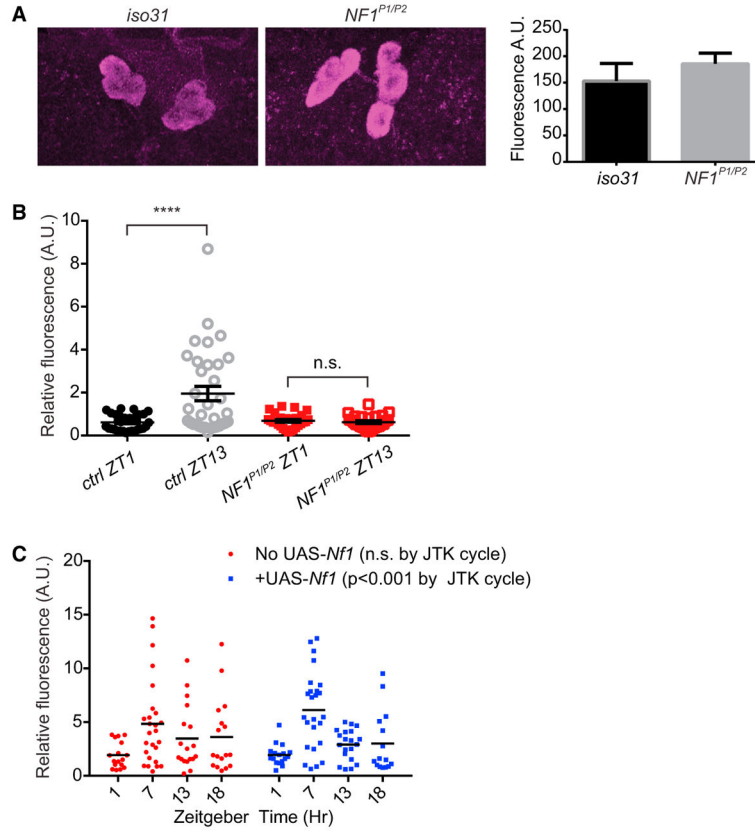 A
iso31
NF1P1/P2
Fluorescence A.U.
250
200
150
100
50
0
iso31
NF1P1/P2
B
Relative fluorescence (A.U.)
10
8
6
4
2
0
****
n.s.
ctrl ZT1
ctrl ZT13
NF1P1/P2 ZT1
NF1P1/P2 ZT13
C
No UAS-Nf1 (n.s. by JTK cycle)
+UAS-Nf1 (p<0.001 by JTK cycle)
Relative fluorescence (A.U.)
20
15
10
5
0
1 7 13 18 1 7 13 18
Zeitgeber Time (Hr)